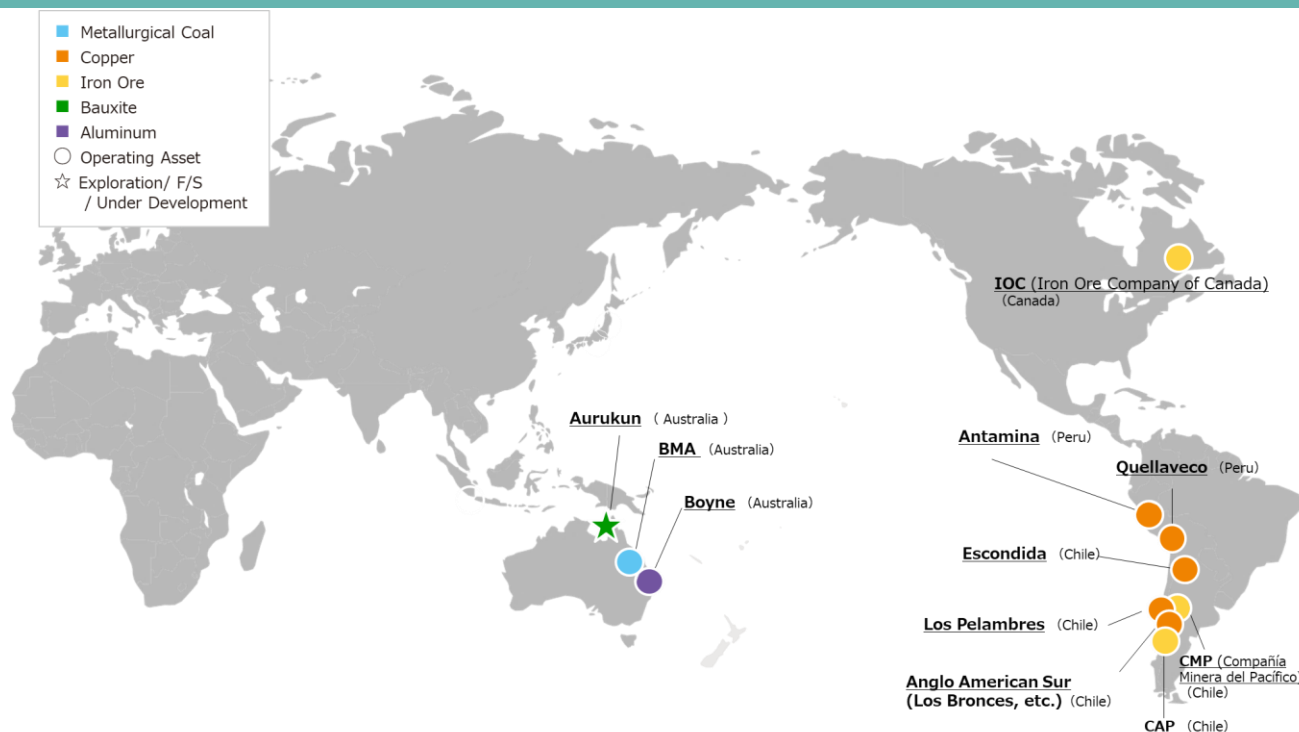 Metallurgical Coal
Copper
Iron Ore
Bauxite
Aluminum
Operating Asset
Exploration/ F/S
/ Under Development
IOC (Iron Ore Company of Canada)
(Canada)
Aurukun ( Australia )
BMA (Australia)
Boyne (Australia)
Antamina (Peru)
Quellaveco (Peru)
Escondida (Chile)
Los Pelambres (Chile)
CMP (Compañía
Minera del Pacífico)
(Chile)
Anglo American Sur
(Los Bronces, etc.) (Chile)
CAP (Chile)